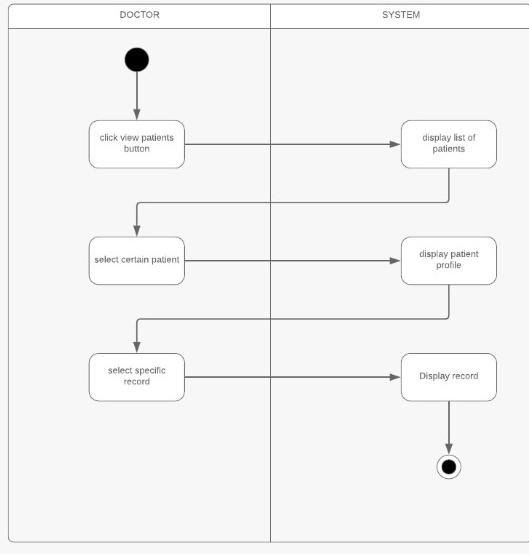 DOCTOR
SYSTEM
click view patients
button
display list of
patients
select certain patient
display patient
profile
select specific
record
Display record